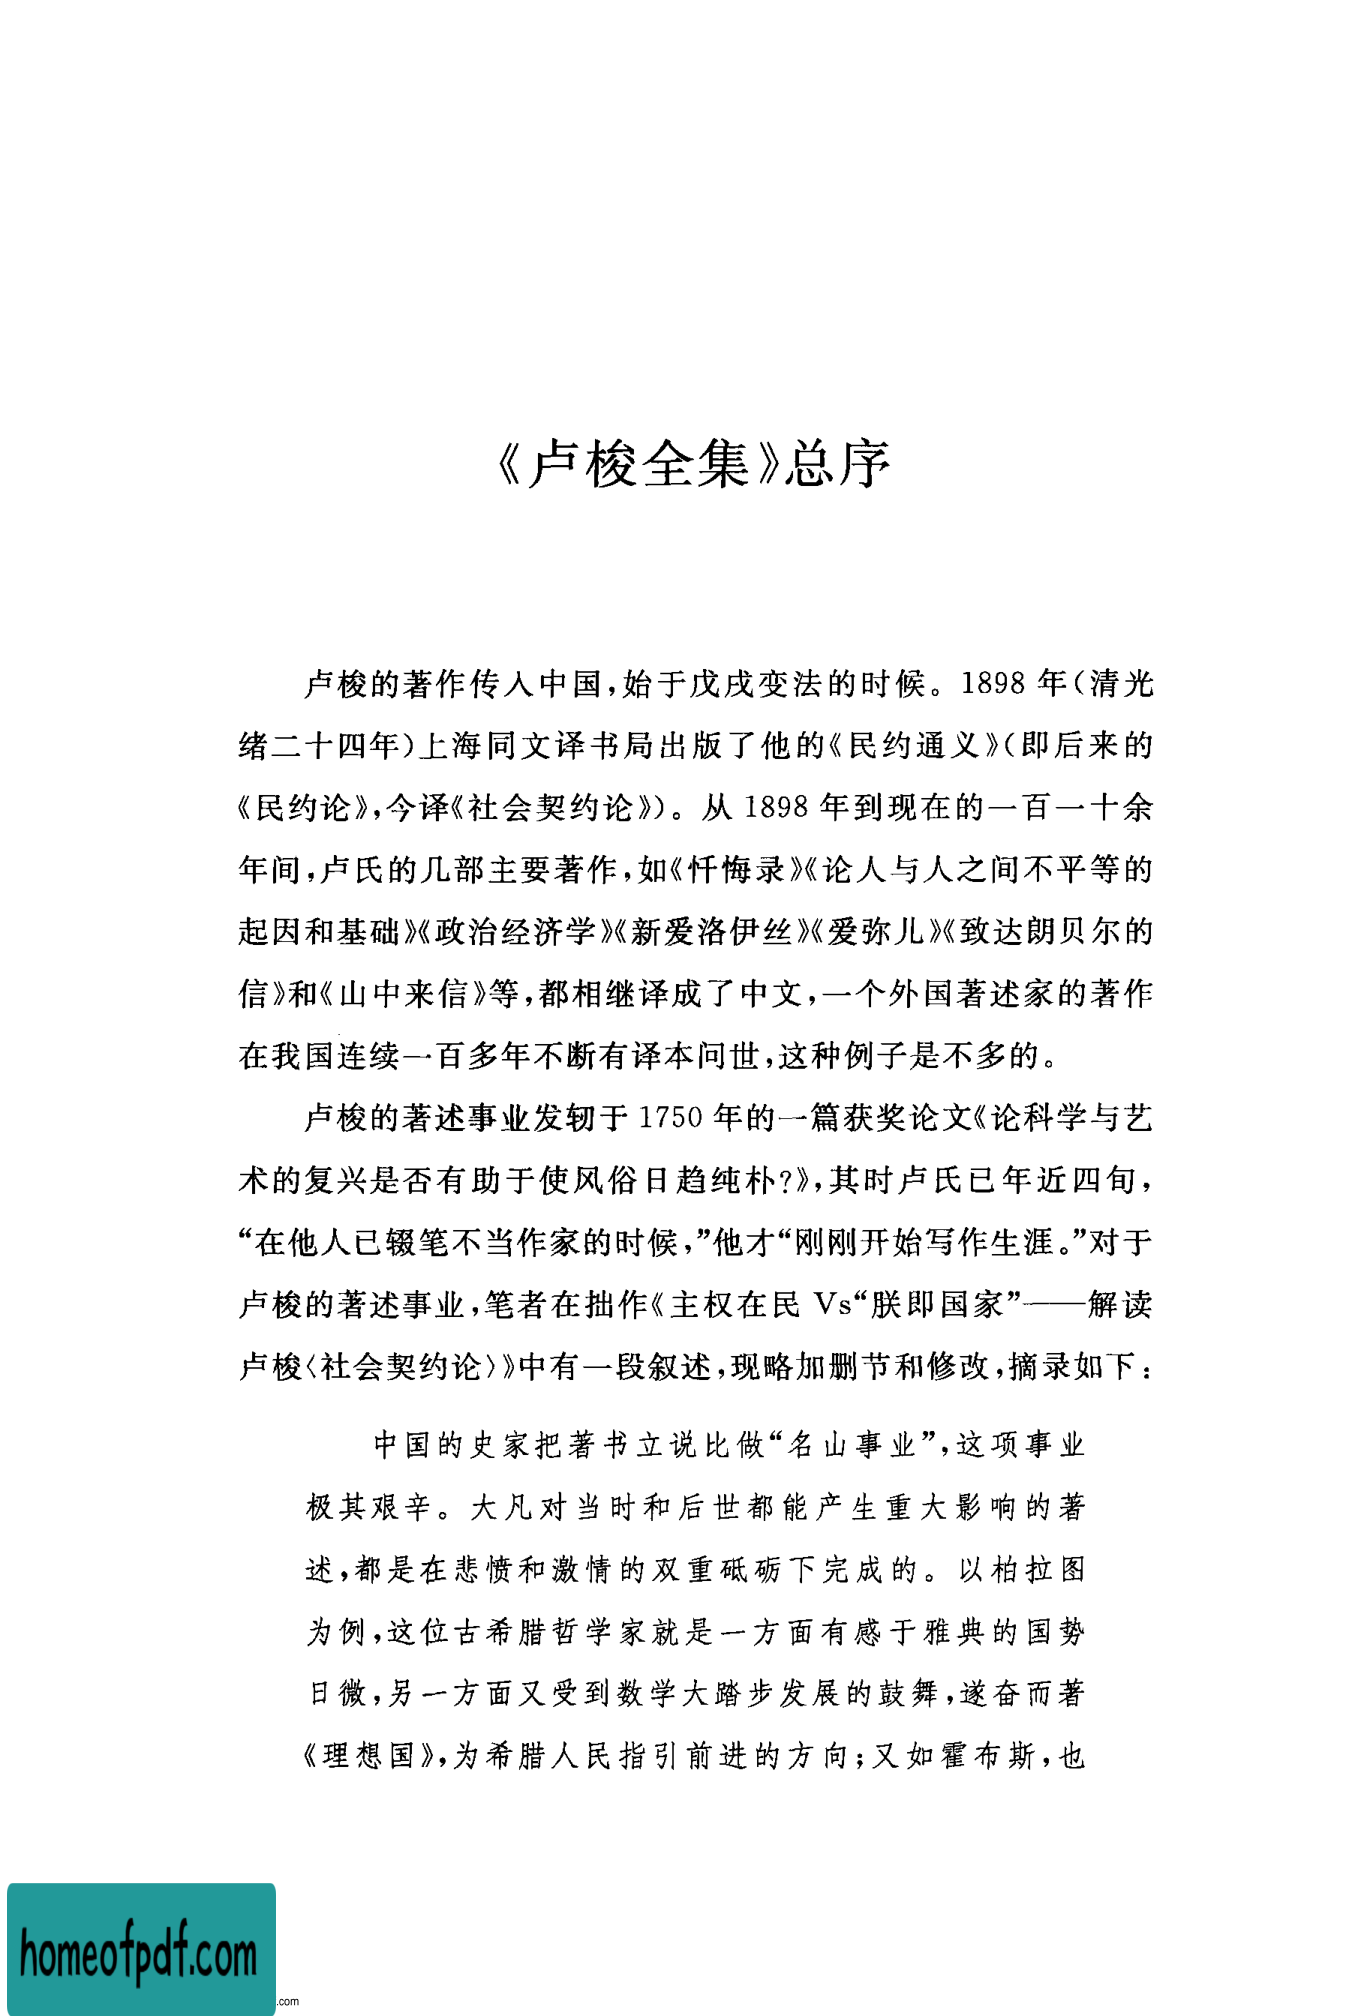 《卢梭全集》总序
卢梭的著作传入中国,始于戊戌变法的时候。1898 年(清光
绪二十四年)上海同文译书局出版了他的《民约通义》(即后来的
《民约论》,今译《社会契约论》)。从 1898 年到现在的一百一十余
年间,卢氏的几部主要著作,如《忏悔录》《论人与人之间不平等的
起因和基础》《政治经济学》《新爱洛伊丝》《爱弥儿》《致达朗贝尔的
信》和《山中来信》等,都相继译成了中文,一个外国著述家的著作
在我国连续一百多年不断有译本问世,这种例子是不多的。
卢梭的著述事业发轫于 1750 年的一篇获奖论文《论科学与艺
术的复兴是否有助于使风俗日趋纯朴?》,其时卢氏已年近四旬,
“在他人已辍笔不当作家的时候,”他才“刚刚开始写作生涯。”对于
卢梭的著述事业,笔者在拙作《主权在民 Vs“朕即国家”——解读
卢梭〈社会契约论〉》中有一段叙述,现略加删节和修改,摘录如下:
中国的史家把著书立说比做“名山事业”,这项事业
极其艰辛。大凡对当时和后世都能产生重大影响的著
述,都是在悲愤和激情的双重砥砺下完成的。以柏拉图
为例,这位古希腊哲学家就是一方面有感于雅典的国势
日微,另一方面又受到数学大踏步发展的鼓舞,遂奋而著
《理想国》,为希腊人民指引前进的方向;又如霍布斯,也
homeofpdf.com
.com